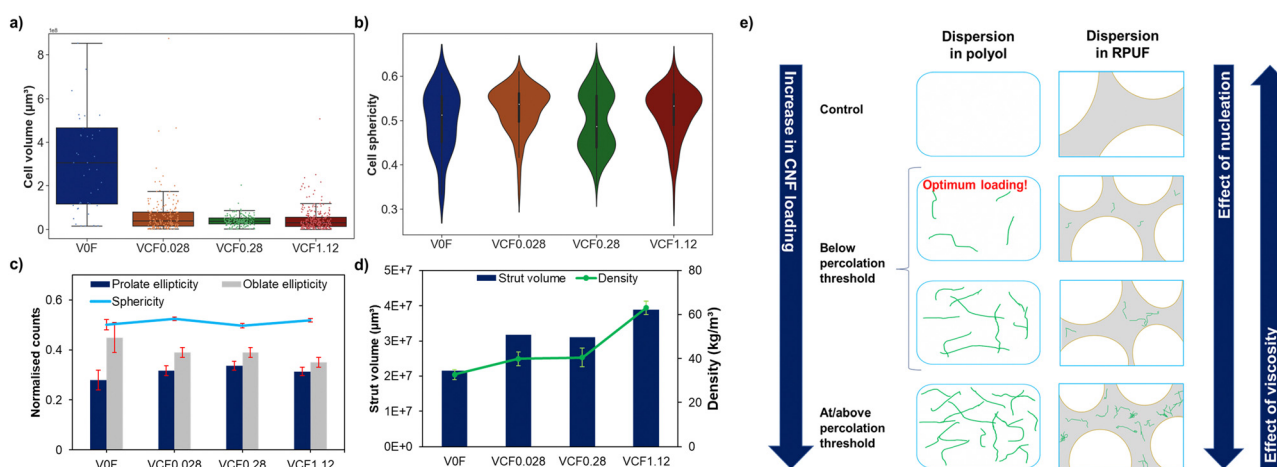 a)
1e8
8
6
4
2
0
Cell volume (µm³)
V0F VCF0.028 VCF0.28 VCF1.12
b)
0.6
0.5
0.4
0.3
Cell sphericity
V0F VCF0.028 VCF0.28 VCF1.12
c)
Prolate ellipticity Oblate ellipticity
Sphericity
0.6
0.4
0.2
0
Normalised counts
V0F VCF0.028 VCF0.28 VCF1.12
d)
Strut volume Density
5E+7
4E+7
3E+7
2E+7
1E+7
0E+0
Strut volume (µm³)
80
60
40
20
0
Density (kg/m³)
V0F VCF0.028 VCF0.28 VCF1.12
e)
Dispersion
in polyol
Dispersion
in RPUF
Increase in CNF loading
Control
Optimum loading!
Below
percolation
threshold
At/above
percolation
threshold
Effect of nucleation
Effect of viscosity